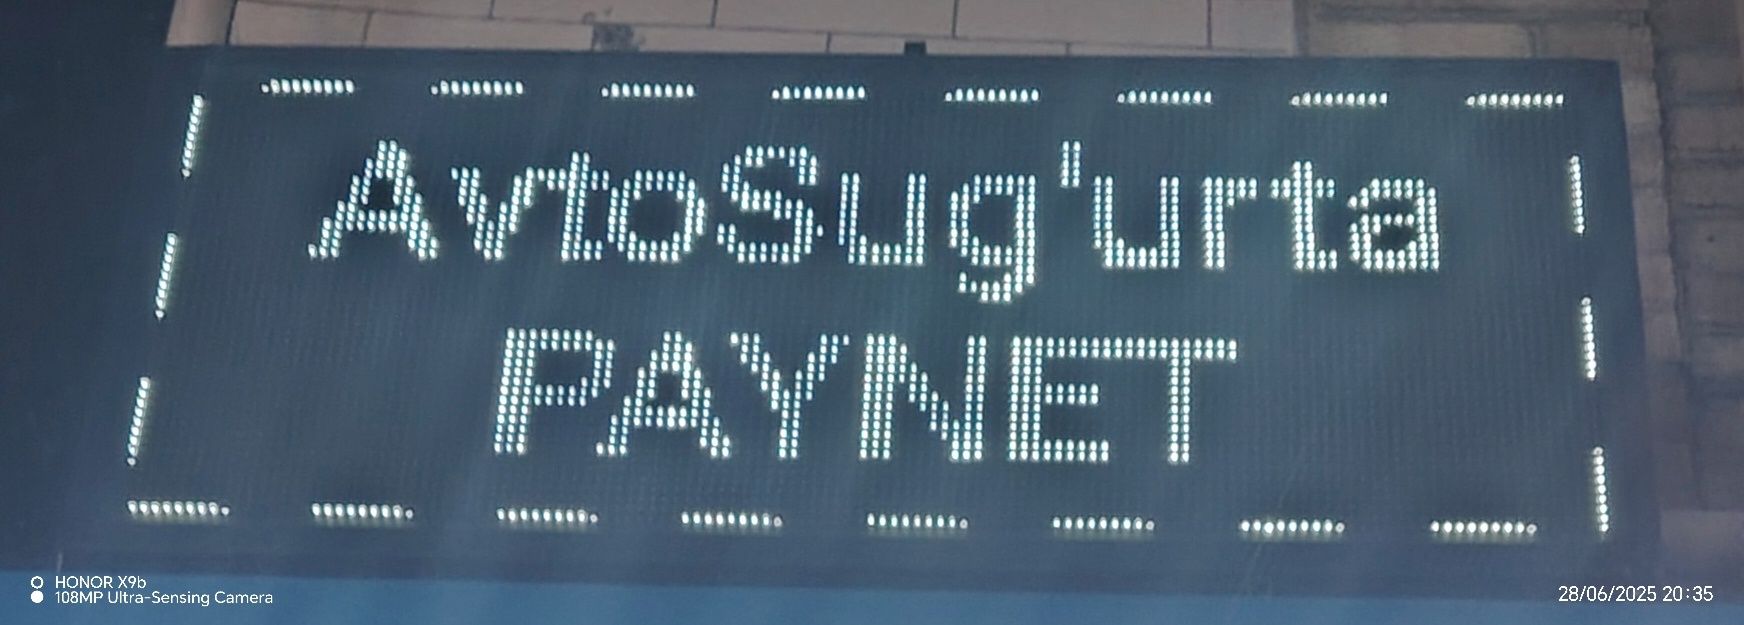 AvtoSug'urta
PAYNET
HONOR X9b
108MP Ultra-Sensing Camera
28/06/2025 20:35